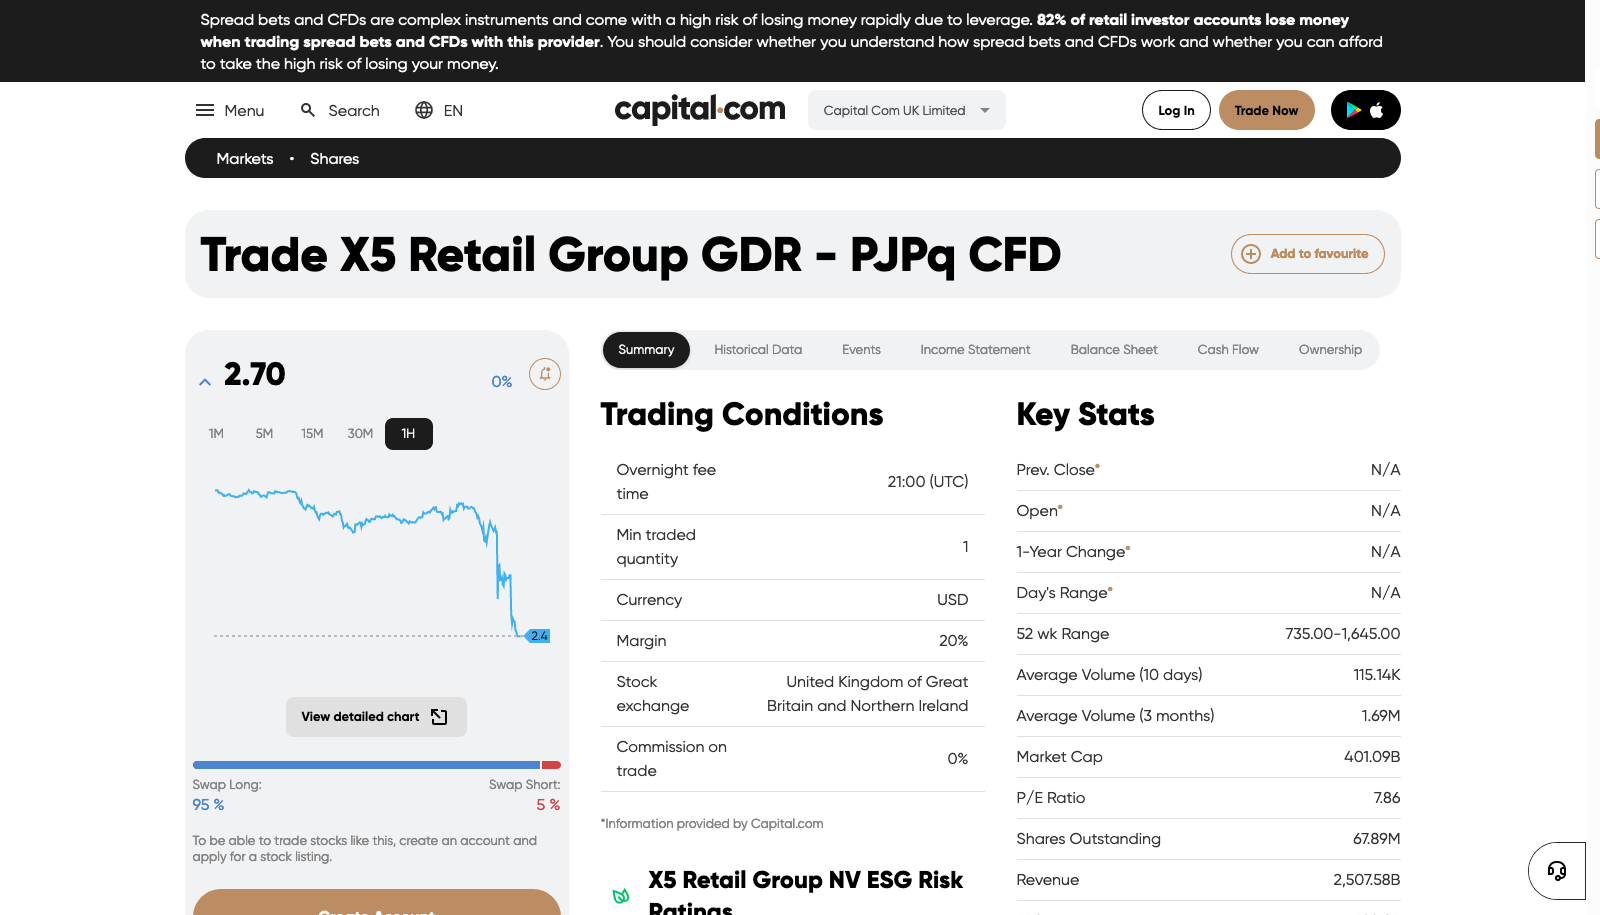 Spread bets and CFDs are complex instruments and come with a high risk of losing money rapidly due to leverage. 82% of retail investor accounts lose money
when trading spread bets and CFDs with this provider. You should consider whether you understand how spread bets and CFDs work and whether you can afford
to take the high risk of losing your money.
Menu
Search
EN
capital.com
Capital Com UK Limited
Log In
Trade Now
Markets • Shares
Trade X5 Retail Group GDR - PJPq CFD
Add to favourite
2.70
0%
1M 5M 15M 30M 1H
2.4
View detailed chart
Swap Long: Swap Short:
95 % 5 %
To be able to trade stocks like this, create an account and
apply for a stock listing.
Create Account
Summary Historical Data Events Income Statement Balance Sheet Cash Flow Ownership
Trading Conditions
Overnight fee
time
21:00 (UTC)
Min traded
quantity
1
Currency USD
Margin 20%
Stock
exchange
United Kingdom of Great
Britain and Northern Ireland
Commission on
trade
0%
*Information provided by Capital.com
X5 Retail Group NV ESG Risk
Ratings
Key Stats
Prev. Close* N/A
Open* N/A
1-Year Change* N/A
Day's Range* N/A
52 wk Range 735.00-1,645.00
Average Volume (10 days) 115.14K
Average Volume (3 months) 1.69M
Market Cap 401.09B
P/E Ratio 7.86
Shares Outstanding 67.89M
Revenue 2,507.58B